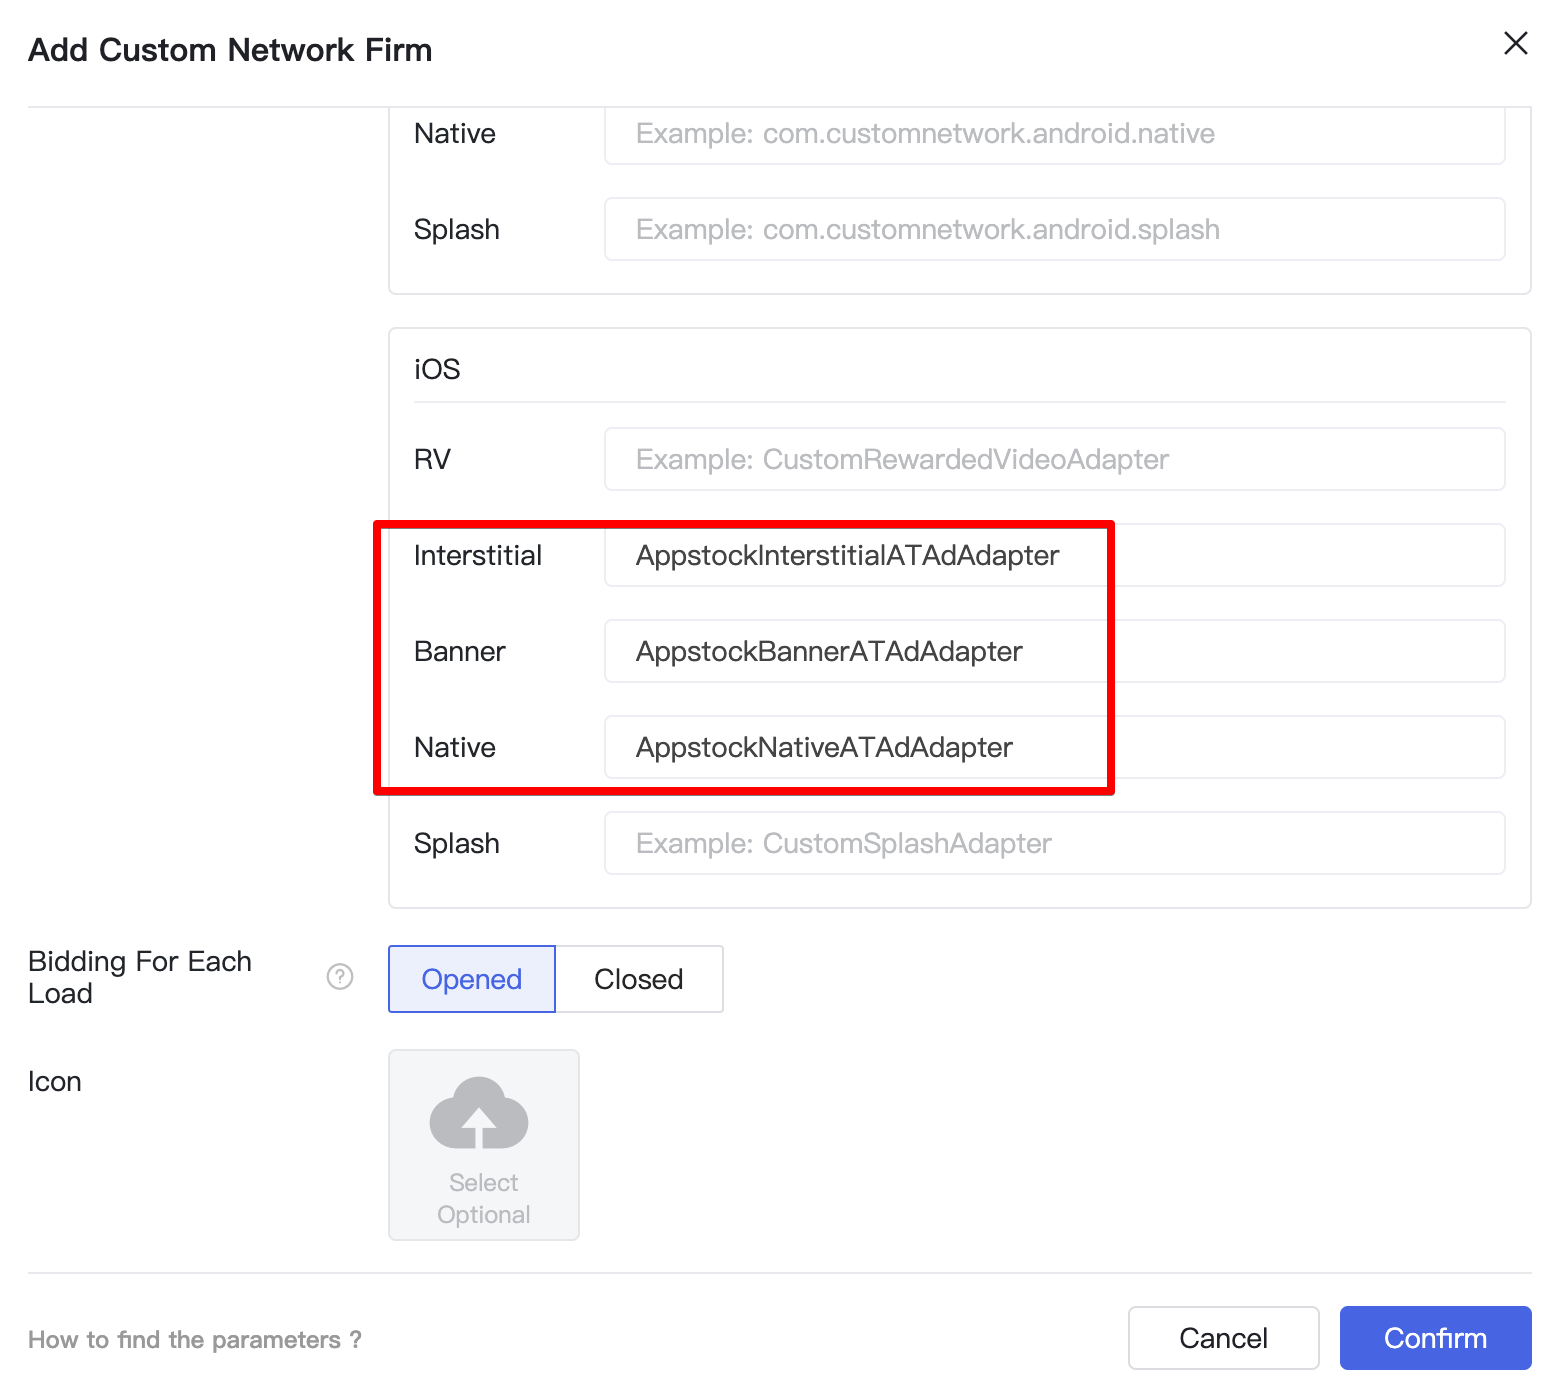 Add Custom Network Firm
Native
Example: com.customnetwork.android.native
Splash
Example: com.customnetwork.android.splash
iOS
RV
Example: CustomRewardedVideoAdapter
Interstitial
AppstockInterstitialATAdAdapter
Banner
AppstockBannerATAdAdapter
Native
AppstockNativeATAdAdapter
Splash
Example: CustomSplashAdapter
Bidding For Each
Load
?
Opened
Closed
Icon
Select
Optional
How to find the parameters ?
Cancel
Confirm